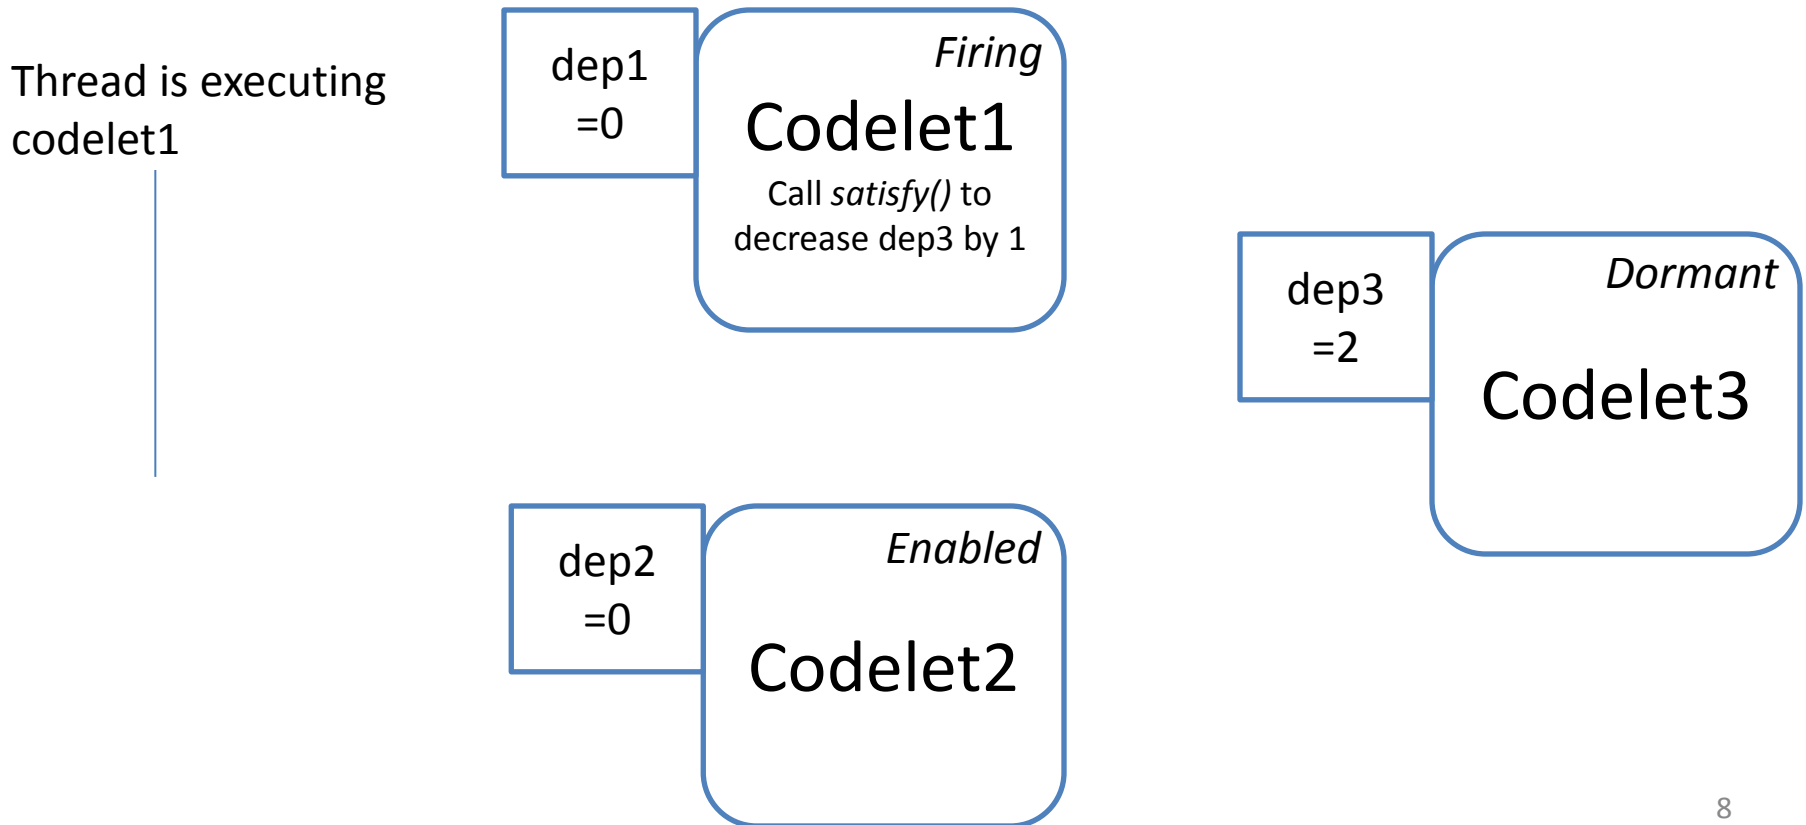 Thread is executing
codelet1
dep1
=0
Firing
Codelet1
Call satisfy() to
decrease dep3 by 1
dep3
=2
Dormant
Codelet3
dep2
=0
Enabled
Codelet2
8